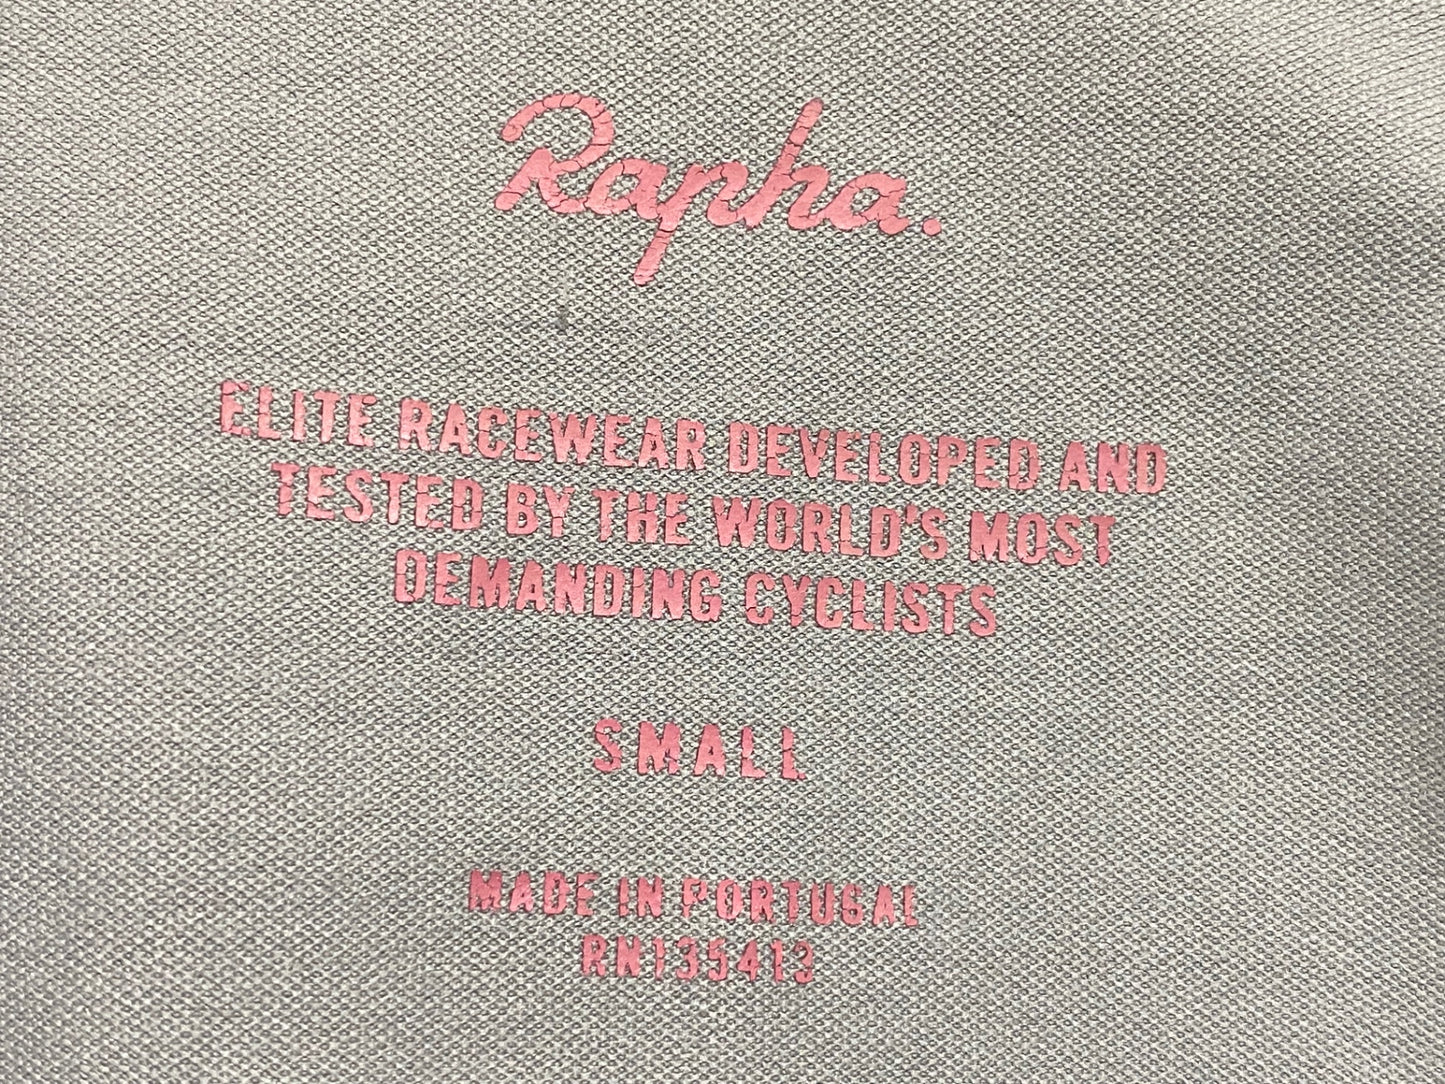 Rapha.
ELITE RACEWEAR DEVELOPED AND
TESTED BY THE WORLD'S MOST
DEMANDING CYCLISTS
SMALL
MADE IN PORTUGAL
RN135413